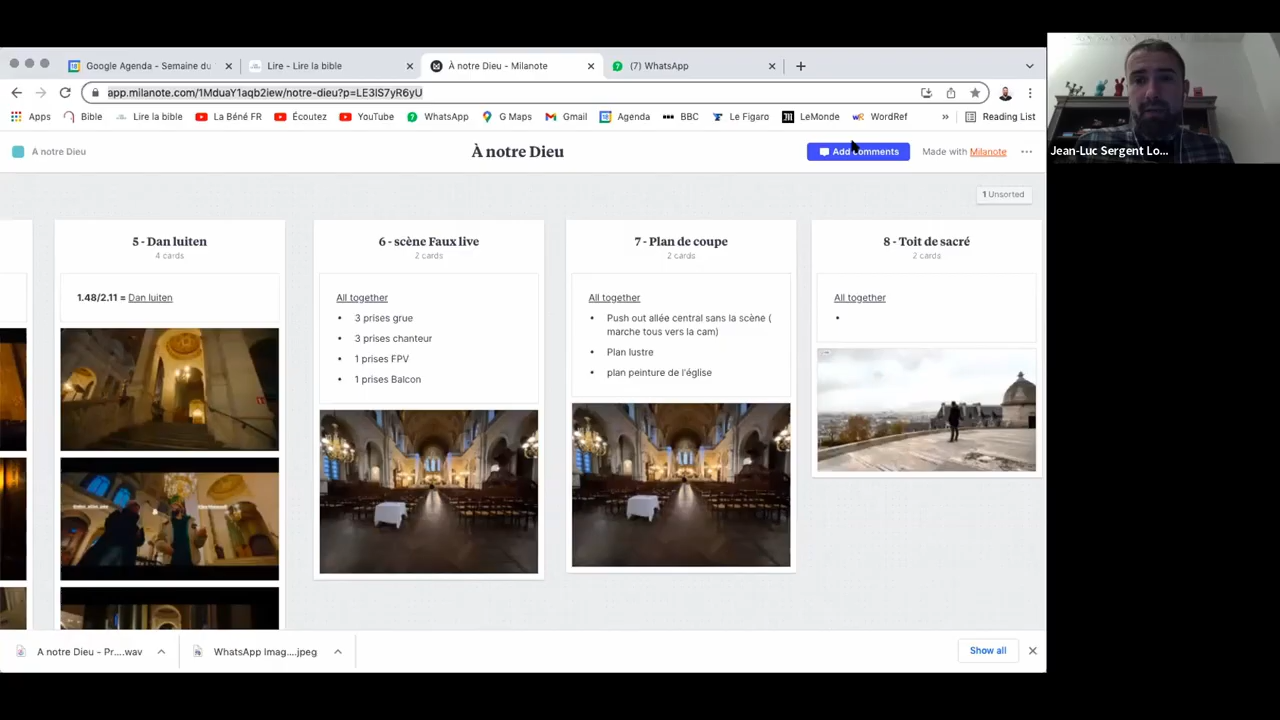 Google Agenda - Semaine du
Lire - Lire la bible
À notre Dieu - Milanote
(7) WhatsApp
app.milanote.com/1MduaY1aqb2iew/notre-dieu?p=LE3lS7yR6yU
Apps
Bible
Lire la bible
La Béné FR
Écoutez
YouTube
WhatsApp
G Maps
Gmail
Agenda
BBC
Le Figaro
LeMonde
WordRef
»
Reading List
Jean-Luc Sergent Lo...
À notre Dieu
À notre Dieu
Add comments
Made with Milanote
1 Unsorted
5 - Dan luiten
4 cards
1.48/2.11 = Dan luiten
6 - scène Faux live
2 cards
All together
• 3 prises grue
• 3 prises chanteur
• 1 prises FPV
• 1 prises Balcon
7 - Plan de coupe
2 cards
All together
• Push out allée central sans la scène (
marche tous vers la cam)
• Plan lustre
• plan peinture de l'église
8 - Toit de sacré
2 cards
All together
•
A notre Dieu - Pr....wav
WhatsApp Imag....jpeg
Show all